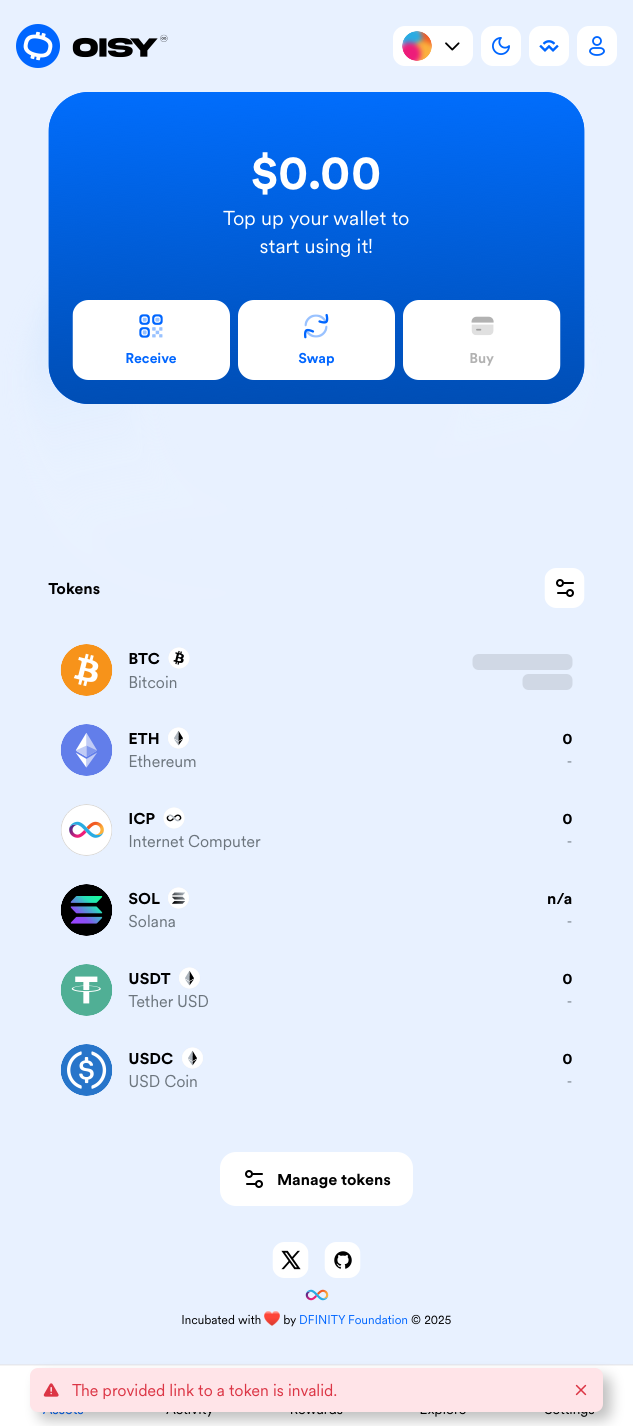 OISY
$0.00
Top up your wallet to
start using it!
Receive Swap Buy
Tokens
BTC
Bitcoin
ETH 0
Ethereum -
ICP 0
Internet Computer -
SOL n/a
Solana -
USDT 0
Tether USD -
USDC 0
USD Coin -
Manage tokens
Incubated with ❤️ by DFINITY Foundation © 2025
The provided link to a token is invalid.
Assets Activity Rewards Explore Settings